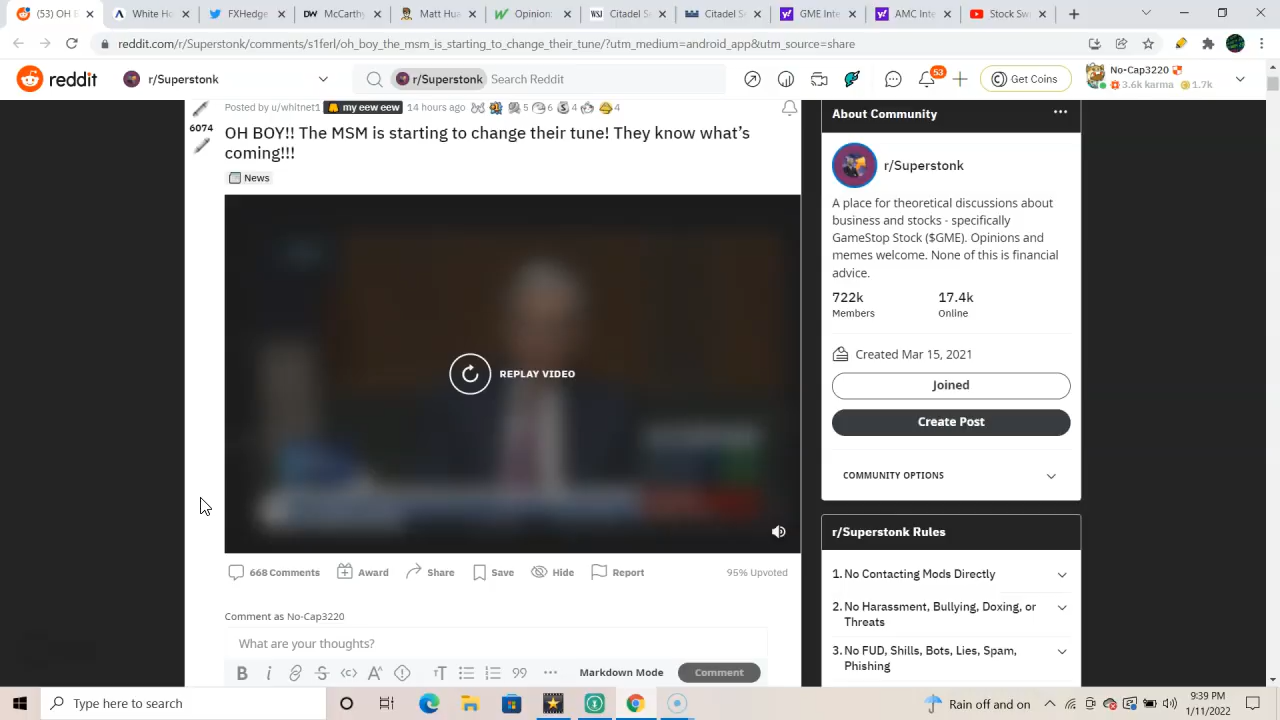 (53) OH B
White Ho
FXHedge
McCarthy
Matt H
Opinion:
Citadel S
Citadel S
GME Inte
AMC Inte
Stock Sw
reddit.com/r/Superstonk/comments/s1ferl/oh_boy_the_msm_is_starting_to_change_their_tune/?utm_medium=android_app&utm_source=share
reddit
r/Superstonk
r/Superstonk Search Reddit
53
Get Coins
No-Cap3220
3.6k karma 1.7k
Posted by u/whitnet1 my eew eew 14 hours ago 5 6 4 4
6074
OH BOY!! The MSM is starting to change their tune! They know what's
coming!!!
News
REPLAY VIDEO
668 Comments Award Share Save Hide Report 95% Upvoted
Comment as No-Cap3220
What are your thoughts?
B i S </> A T 99 Markdown Mode Comment
About Community
r/Superstonk
A place for theoretical discussions about
business and stocks - specifically
GameStop Stock ($GME). Opinions and
memes welcome. None of this is financial
advice.
722k 17.4k
Members Online
Created Mar 15, 2021
Joined
Create Post
COMMUNITY OPTIONS
r/Superstonk Rules
1. No Contacting Mods Directly
2. No Harassment, Bullying, Doxing, or
Threats
3. No FUD, Shills, Bots, Lies, Spam,
Phishing
Type here to search
Rain off and on
9:39 PM
1/11/2022